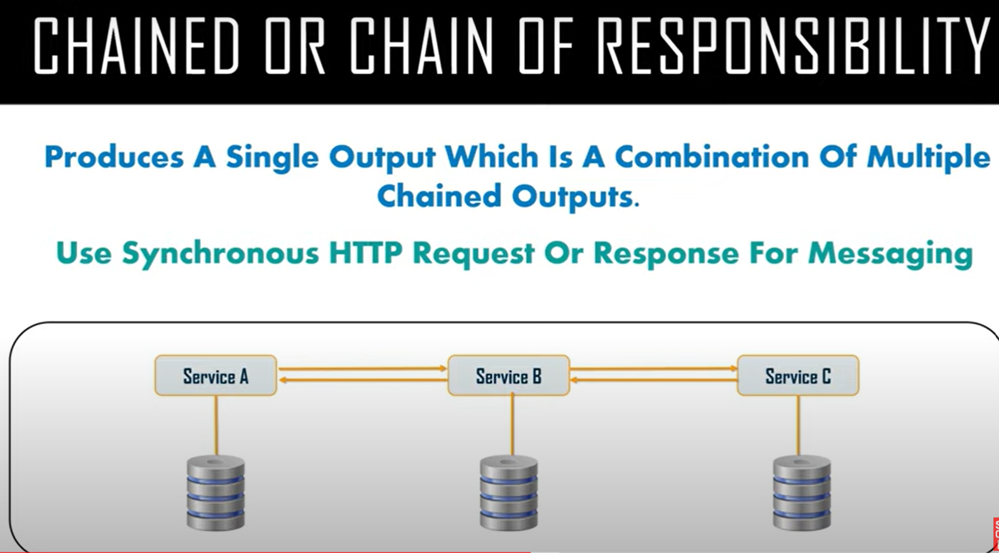 CHAINED OR CHAIN OF RESPONSIBILITY
Produces A Single Output Which Is A Combination Of Multiple
Chained Outputs.
Use Synchronous HTTP Request Or Response For Messaging
Service A
Service B
Service C